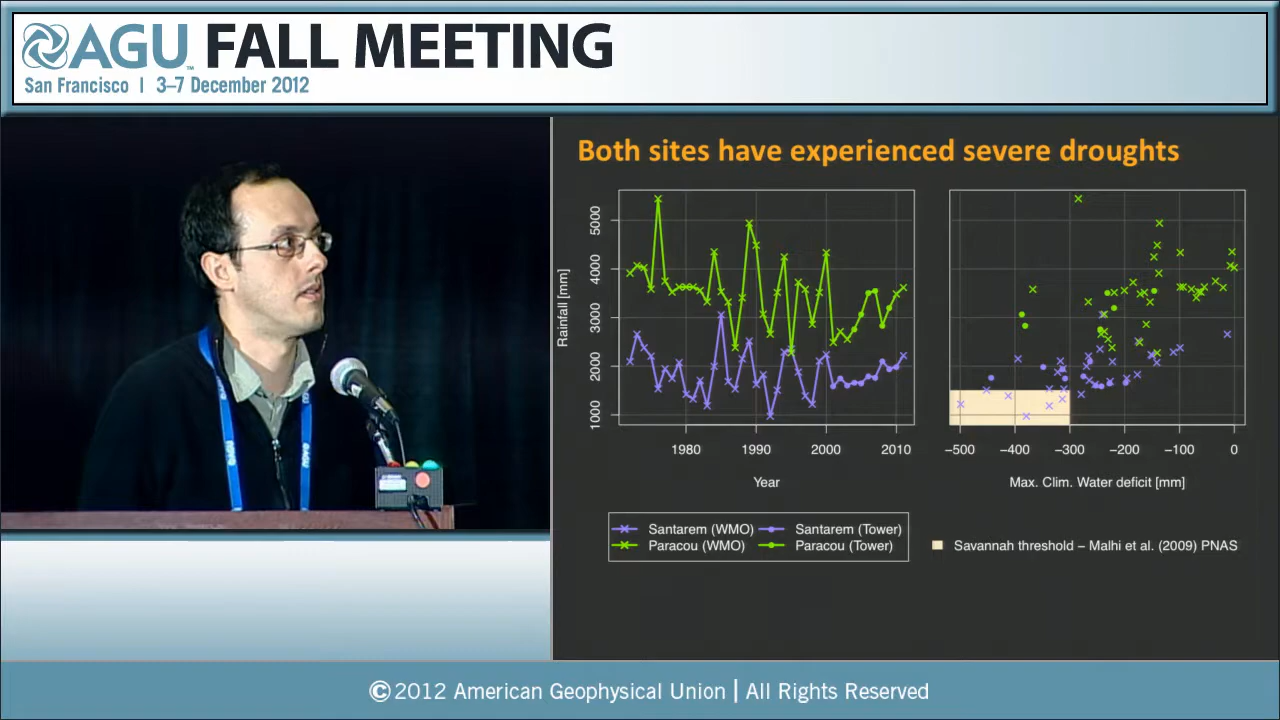 AGU FALL MEETING
San Francisco | 3–7 December 2012
Both sites have experienced severe droughts
Rainfall [mm]
5000
4000
3000
2000
1000
1980 1990 2000 2010
Year
−500 −400 −300 −200 −100 0
Max. Clim. Water deficit [mm]
Santarem (WMO) Santarem (Tower)
Paracou (WMO) Paracou (Tower)
Savannah threshold − Malhi et al. (2009) PNAS
© 2012 American Geophysical Union | All Rights Reserved